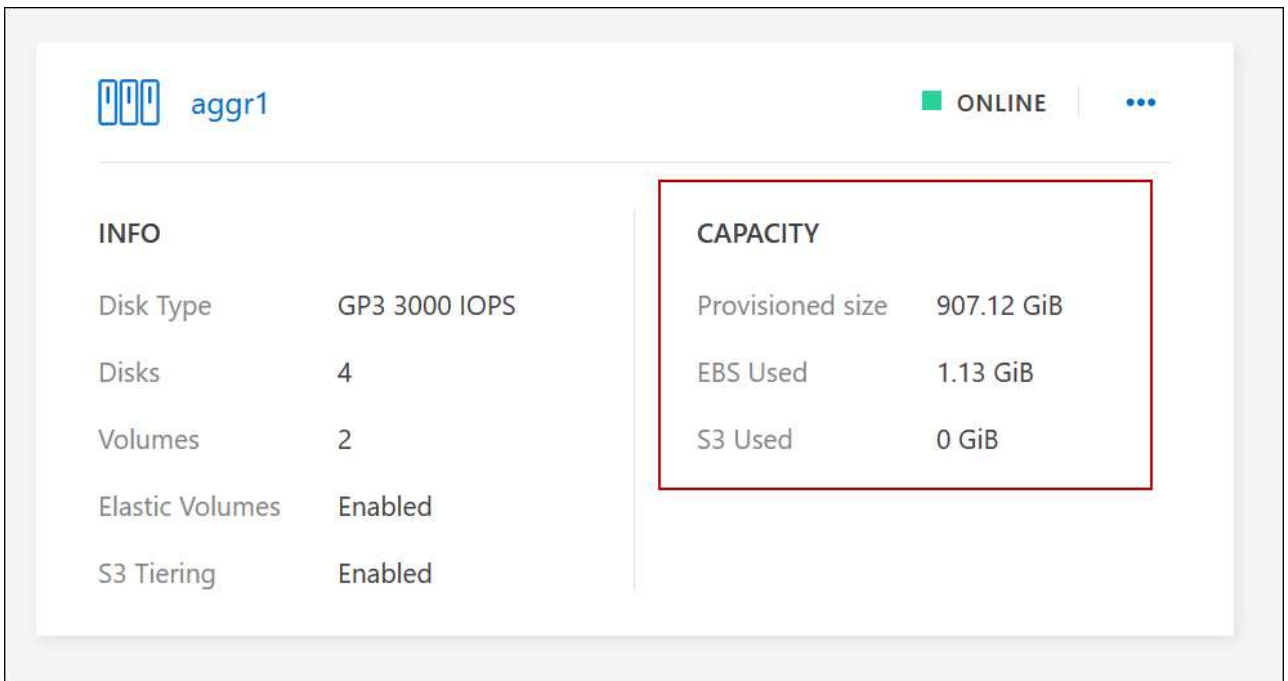 aggr1
ONLINE
INFO
Disk Type GP3 3000 IOPS
Disks 4
Volumes 2
Elastic Volumes Enabled
S3 Tiering Enabled
CAPACITY
Provisioned size 907.12 GiB
EBS Used 1.13 GiB
S3 Used 0 GiB